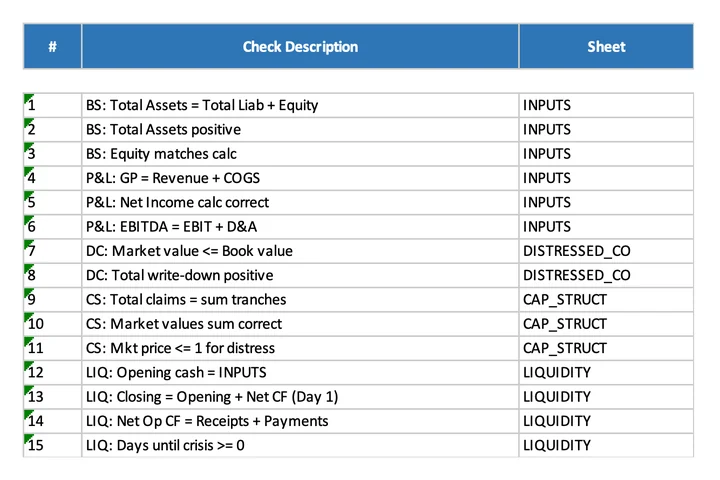 # Check Description Sheet
1 BS: Total Assets = Total Liab + Equity INPUTS
2 BS: Total Assets positive INPUTS
3 BS: Equity matches calc INPUTS
4 P&L: GP = Revenue + COGS INPUTS
5 P&L: Net Income calc correct INPUTS
6 P&L: EBITDA = EBIT + D&A INPUTS
7 DC: Market value <= Book value DISTRESSED_CO
8 DC: Total write-down positive DISTRESSED_CO
9 CS: Total claims = sum tranches CAP_STRUCT
10 CS: Market values sum correct CAP_STRUCT
11 CS: Mkt price <= 1 for distress CAP_STRUCT
12 LIQ: Opening cash = INPUTS LIQUIDITY
13 LIQ: Closing = Opening + Net CF (Day 1) LIQUIDITY
14 LIQ: Net Op CF = Receipts + Payments LIQUIDITY
15 LIQ: Days until crisis >= 0 LIQUIDITY